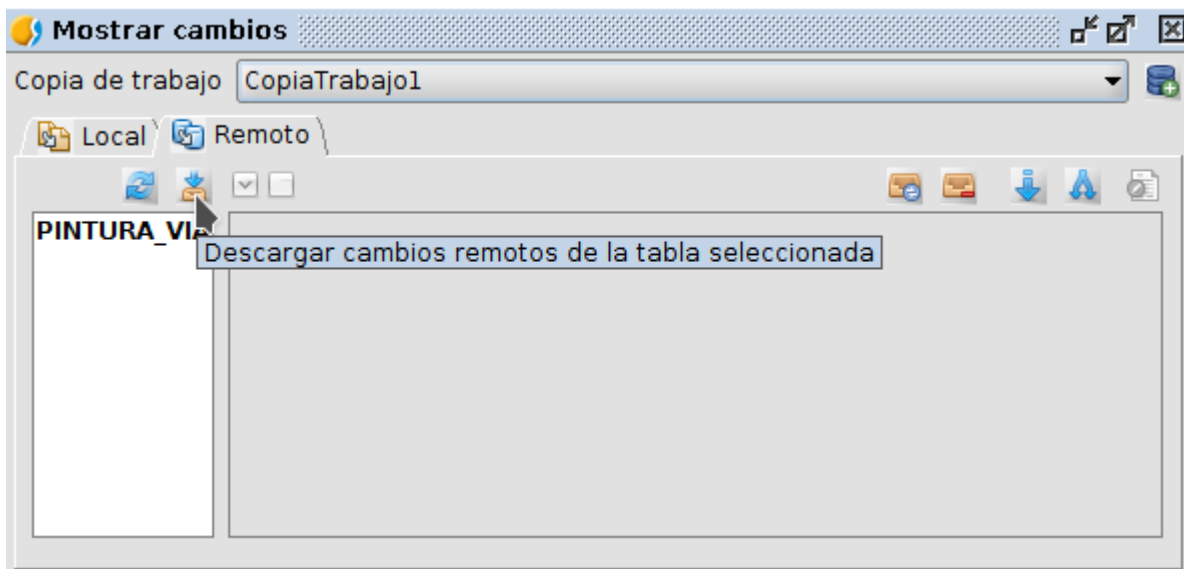 Mostrar cambios
Copia de trabajo CopiaTrabajo1
Local Remoto
PINTURA_VIA
Descargar cambios remotos de la tabla seleccionada